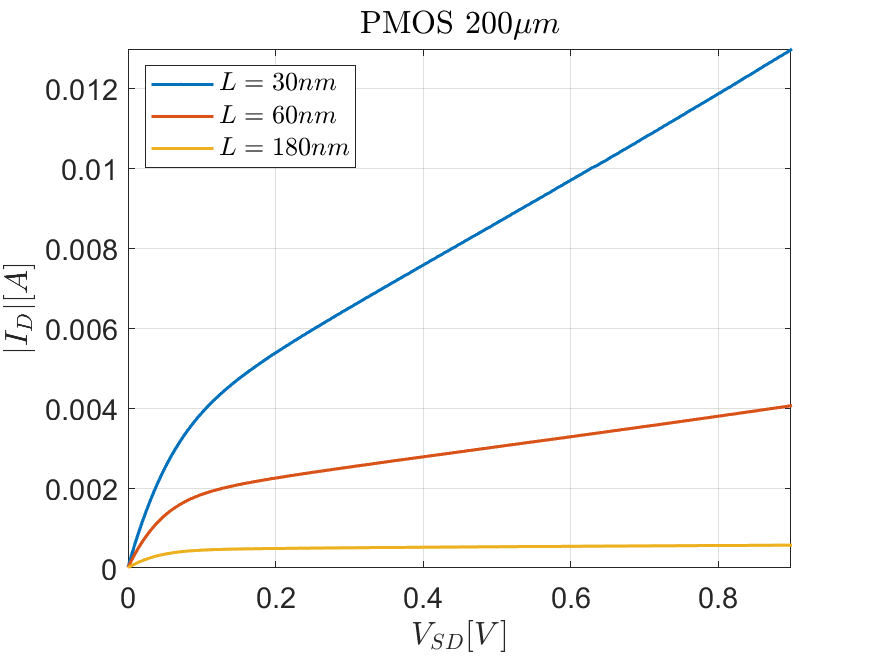 PMOS 200μm
L = 30nm
L = 60nm
L = 180nm
|I_D|[A]
0.012
0.01
0.008
0.006
0.004
0.002
0
0 0.2 0.4 0.6 0.8
V_SD[V]